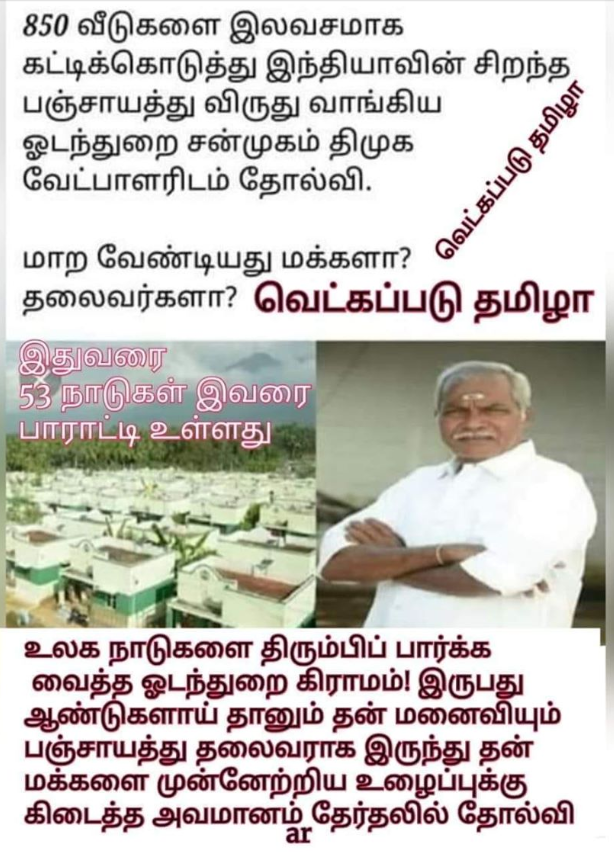 850 வீடுகளை இலவசமாக
கட்டிக்கொடுத்து இந்தியாவின் சிறந்த
பஞ்சாயத்து விருது வாங்கிய
ஓடந்துறை சன்முகம் திமுக
வேட்பாளரிடம் தோல்வி.
வெட்கப்படு தமிழா
மாற வேண்டியது மக்களா?
தலைவர்களா? வெட்கப்படு தமிழா
இதுவரை
53 நாடுகள் இவரை
பாராட்டி உள்ளது
உலக நாடுகளை திரும்பிப் பார்க்க
வைத்த ஓடந்துறை கிராமம்! இருபது
ஆண்டுகளாய் தானும் தன் மனைவியும்
பஞ்சாயத்து தலைவராக இருந்து தன்
மக்களை முன்னேற்றிய உழைப்புக்கு
கிடைத்த அவமானம் தேர்தலில் தோல்வி
ar